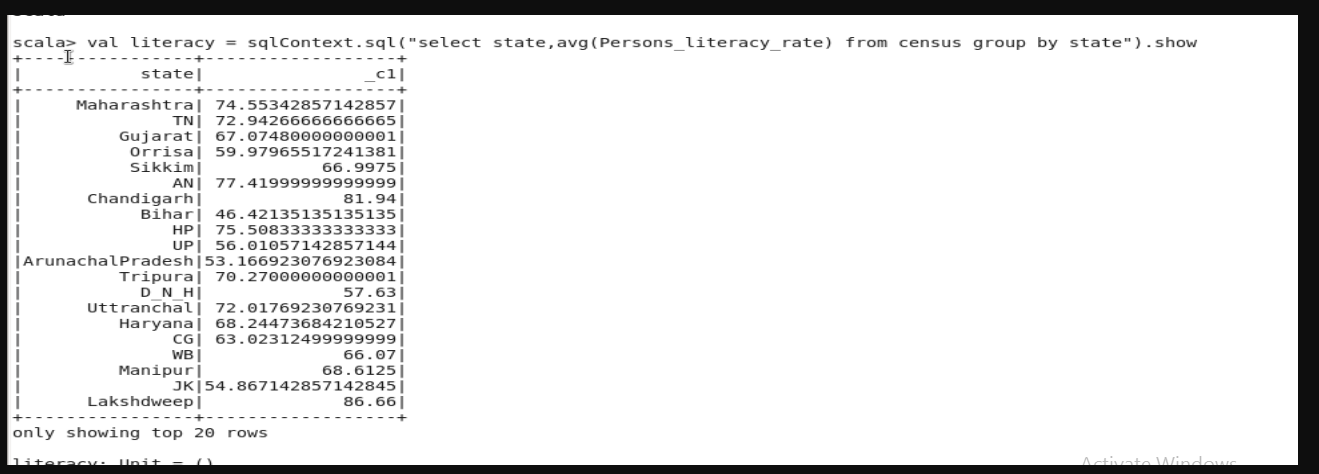 scala> val literacy = sqlContext.sql("select state,avg(Persons_literacy_rate) from census group by state").show
+----------------+------------------+
|           state|               _c1|
+----------------+------------------+
|     Maharashtra| 74.55342857142857|
|              TN| 72.94266666666665|
|         Gujarat| 67.07480000000001|
|          Orrisa| 59.97965517241381|
|          Sikkim|           66.9975|
|              AN| 77.41999999999999|
|      Chandigarh|             81.94|
|           Bihar| 46.42135135135135|
|              HP| 75.50833333333333|
|              UP| 56.01057142857144|
|ArunachalPradesh|53.166923076923084|
|         Tripura| 70.27000000000001|
|           D_N_H|             57.63|
|      Uttranchal| 72.01769230769231|
|         Haryana| 68.24473684210527|
|              CG| 63.02312499999999|
|              WB|             66.07|
|         Manipur|           68.6125|
|              JK|54.867142857142845|
|      Lakshdweep|             86.66|
+----------------+------------------+
only showing top 20 rows
literacy: Unit = ()
Activate Windows